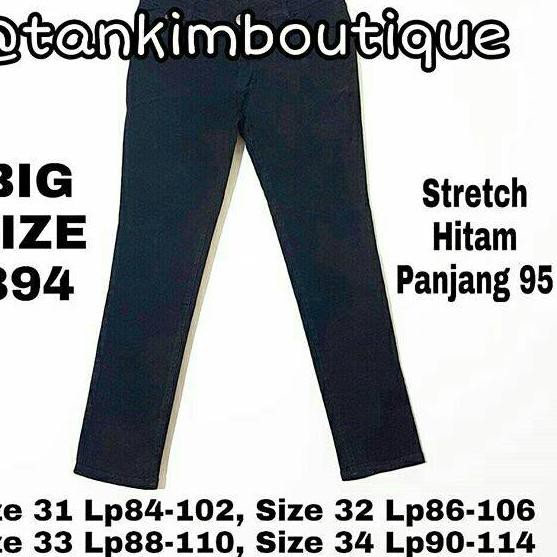 @tankimboutique
BIG
SIZE
394
Stretch
Hitam
Panjang 95
ze 31 Lp84-102, Size 32 Lp86-106
ze 33 Lp88-110, Size 34 Lp90-114